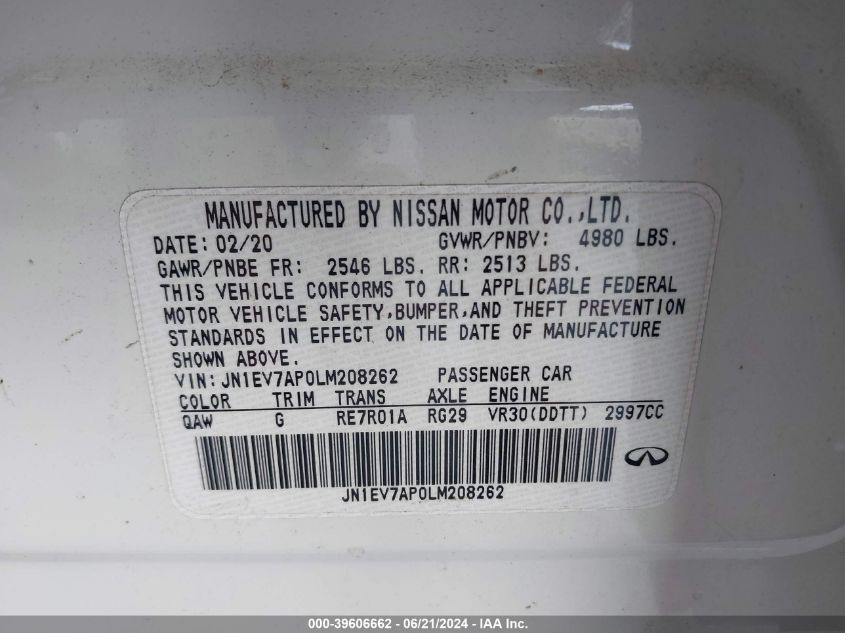 MANUFACTURED BY NISSAN MOTOR CO.,LTD.
DATE: 02/20 GVWR/PNBV: 4980 LBS.
GAWR/PNBE FR: 2546 LBS. RR: 2513 LBS.
THIS VEHICLE CONFORMS TO ALL APPLICABLE FEDERAL
MOTOR VEHICLE SAFETY,BUMPER,AND THEFT PREVENTION
STANDARDS IN EFFECT ON THE DATE OF MANUFACTURE
SHOWN ABOVE.
VIN: JN1EV7AP0LM208262 PASSENGER CAR
COLOR TRIM TRANS AXLE ENGINE
QAW G RE7R01A RG29 VR30(DDTT) 2997CC
JN1EV7AP0LM208262
000-39606662 - 06/21/2024 - IAA Inc.